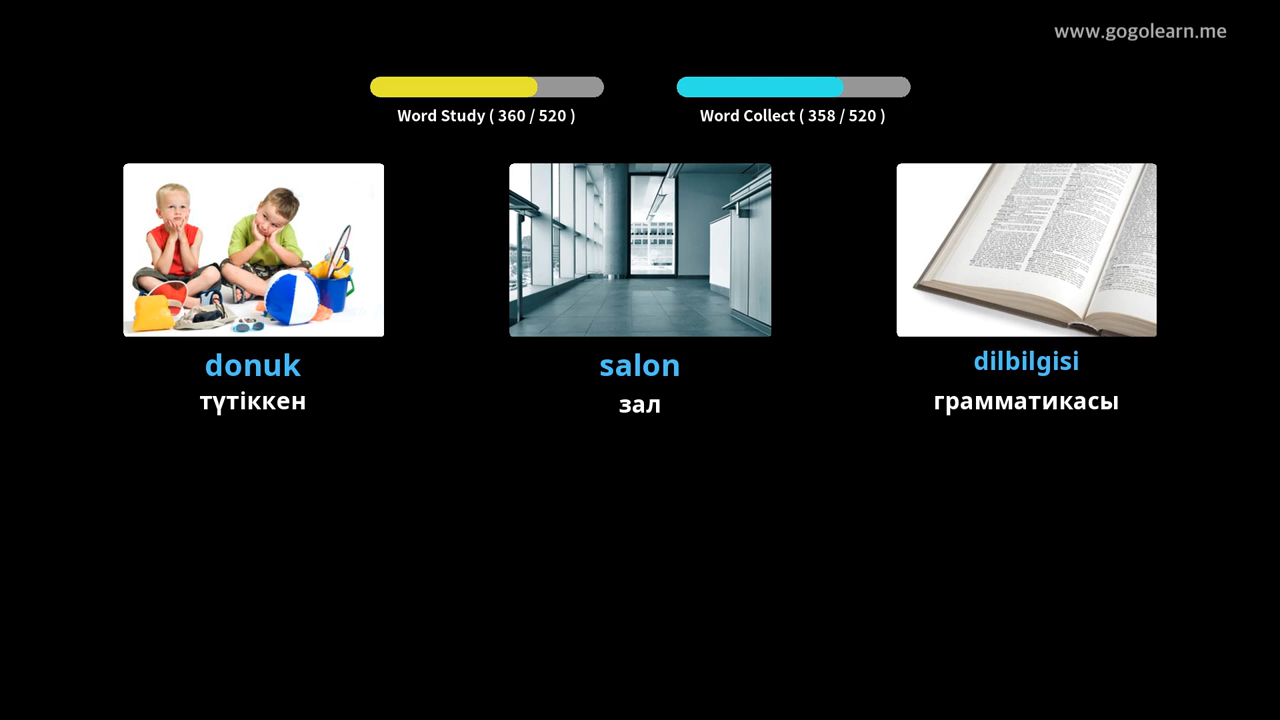 www.gogolearn.me
Word Study ( 360 / 520 )
Word Collect ( 358 / 520 )
donuk
түтіккен
salon
зал
dilbilgisi
грамматикасы